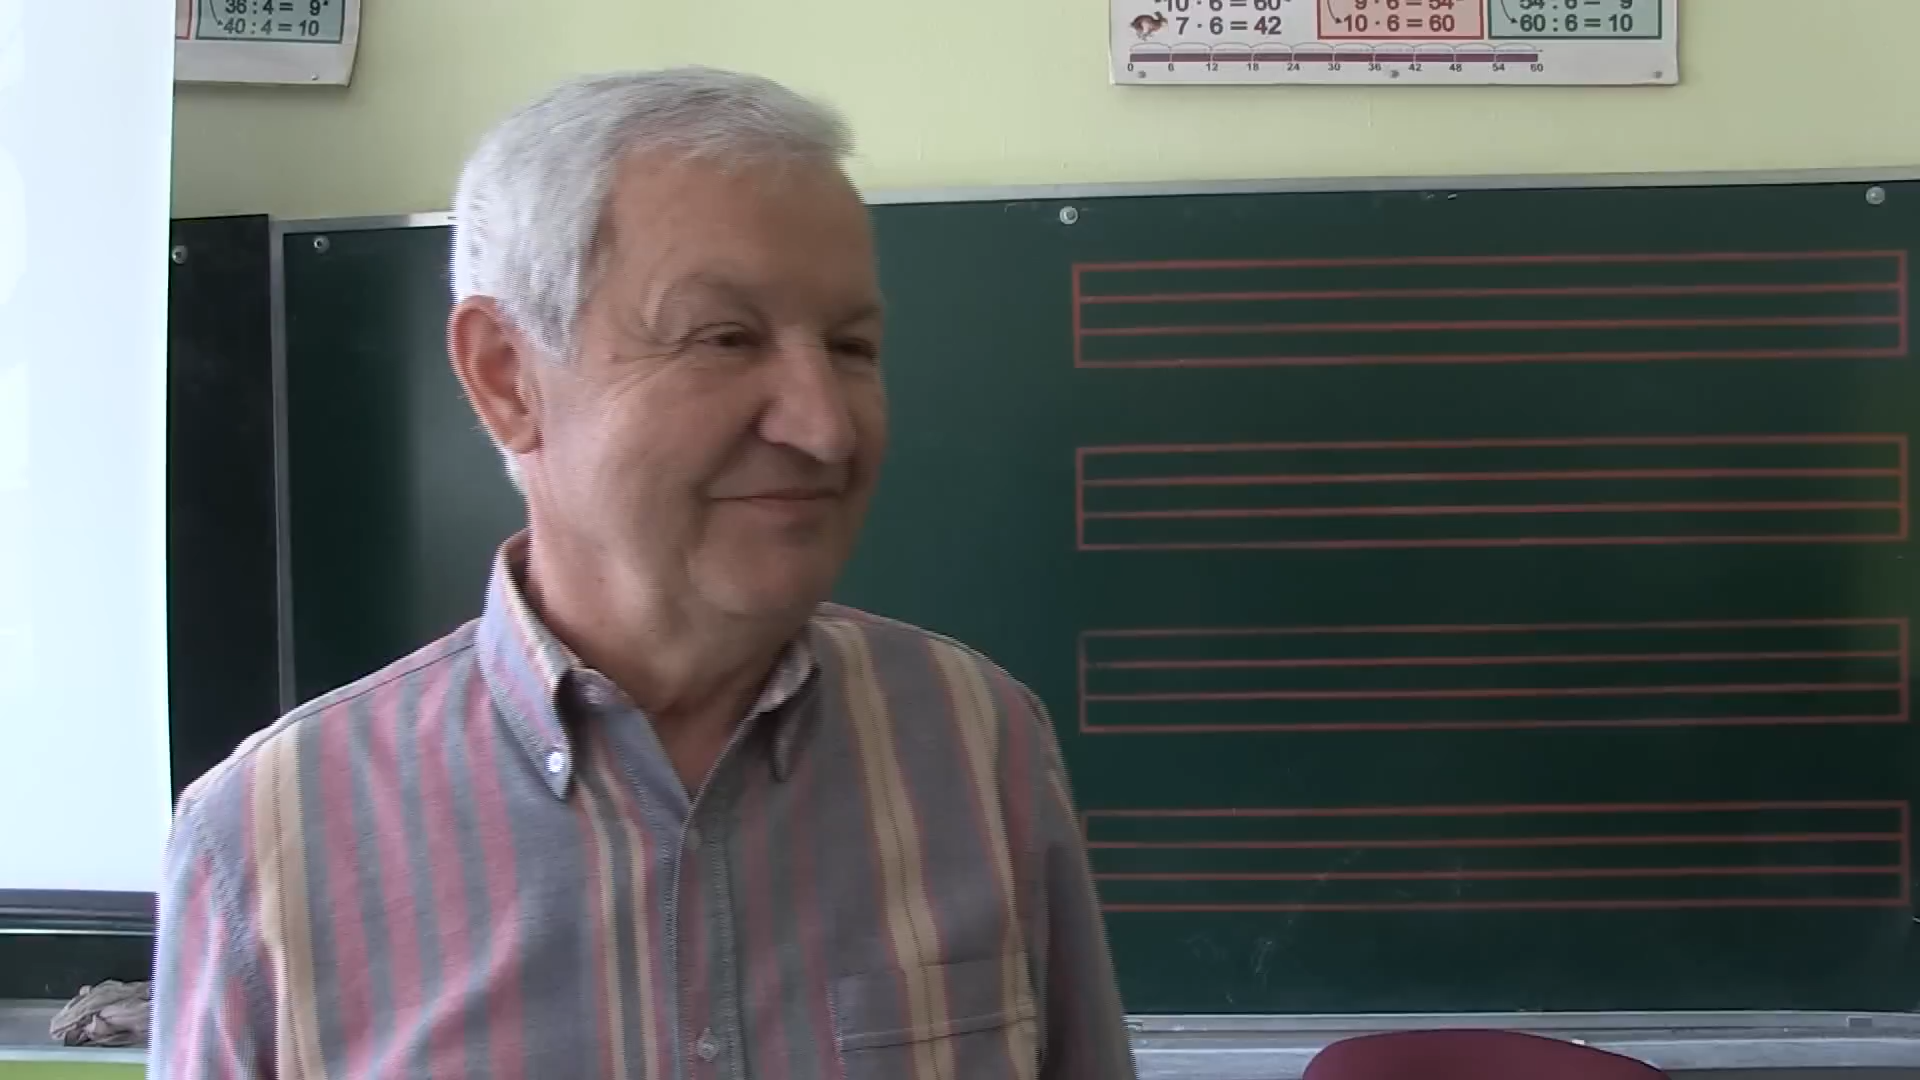 36 : 4 = 9
40 : 4 = 10
10 · 6 = 60
7 · 6 = 42
9 · 6 = 54
10 · 6 = 60
54 : 6 = 9
60 : 6 = 10
0 6 12 18 24 30 36 42 48 54 60